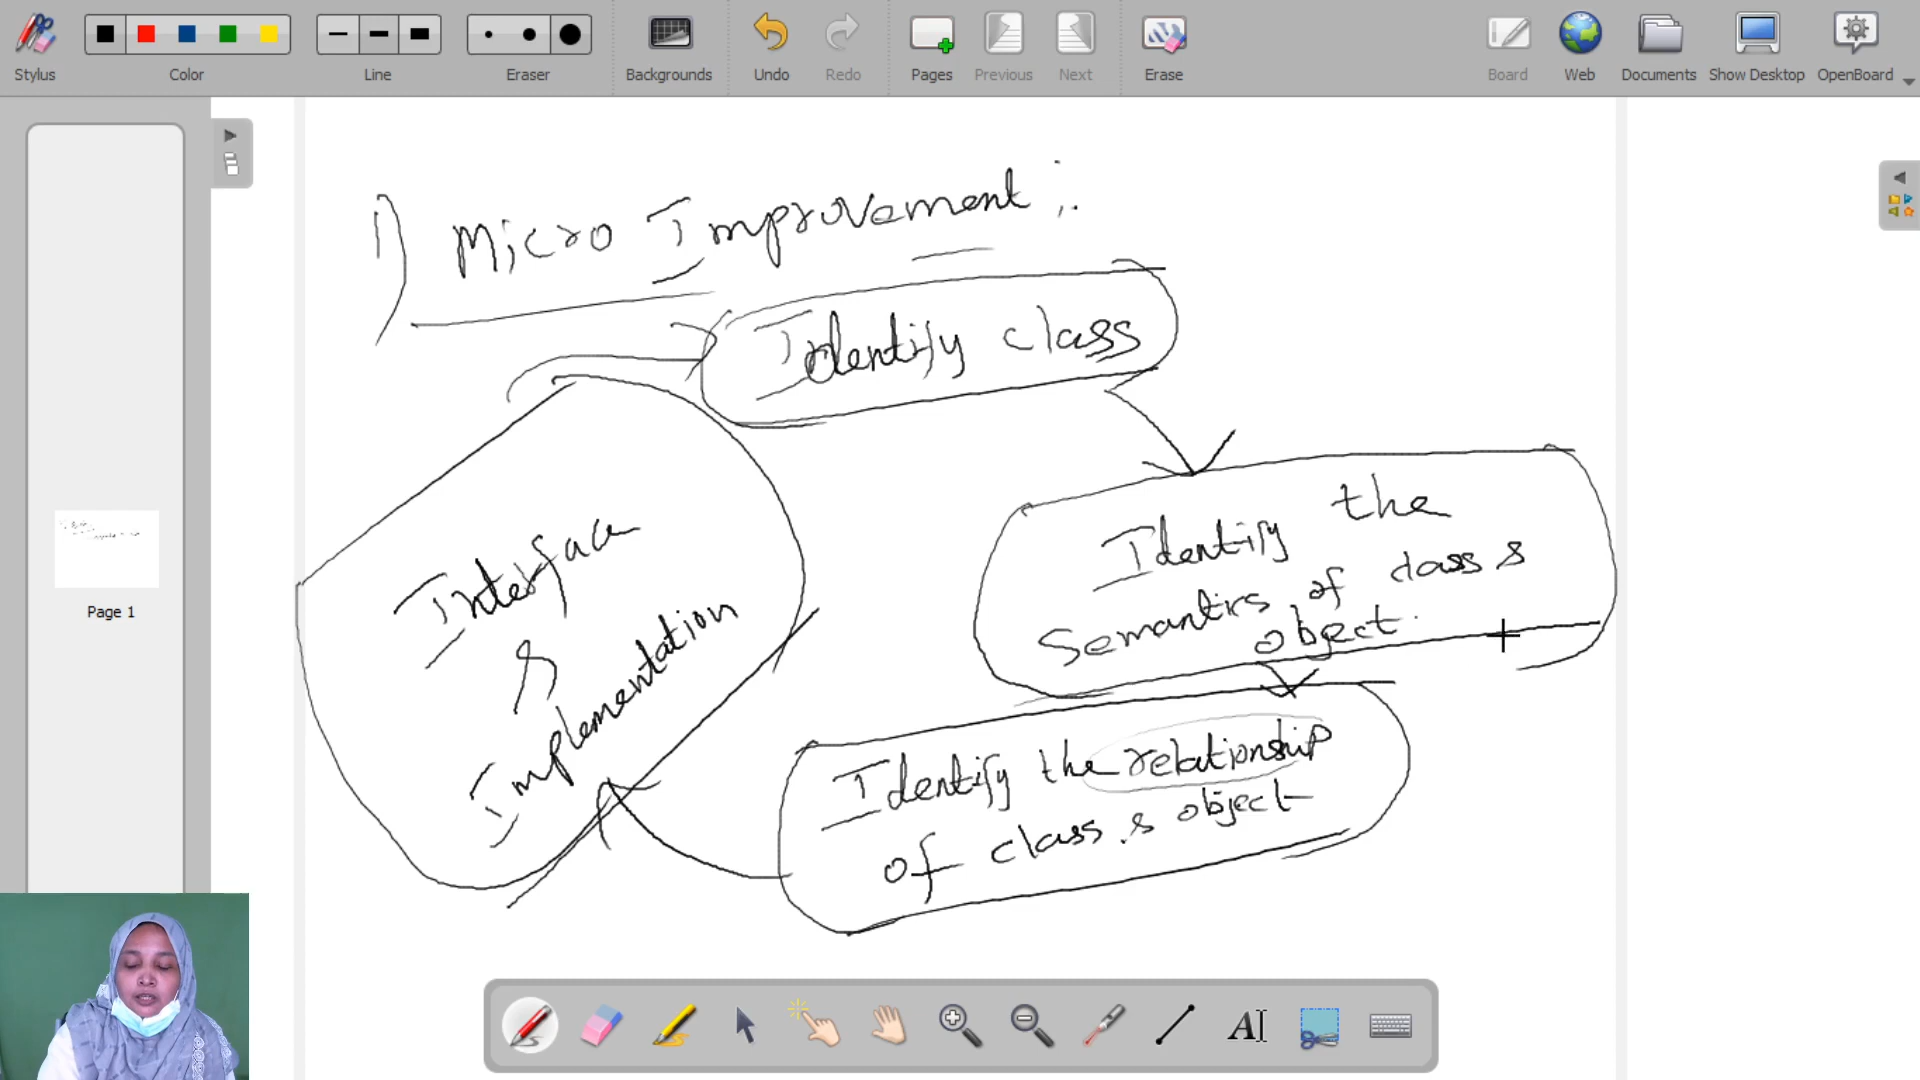 Stylus
Color
Line
Eraser
Backgrounds
Undo
Redo
Pages
Previous
Next
Erase
Board
Web
Documents
Show Desktop
OpenBoard
1) Micro Improvement :
Identify class
Identify the
Semantics of class &
object.
Identify the relationship
of class & object
Interface
&
Implementation
Page 1
AI